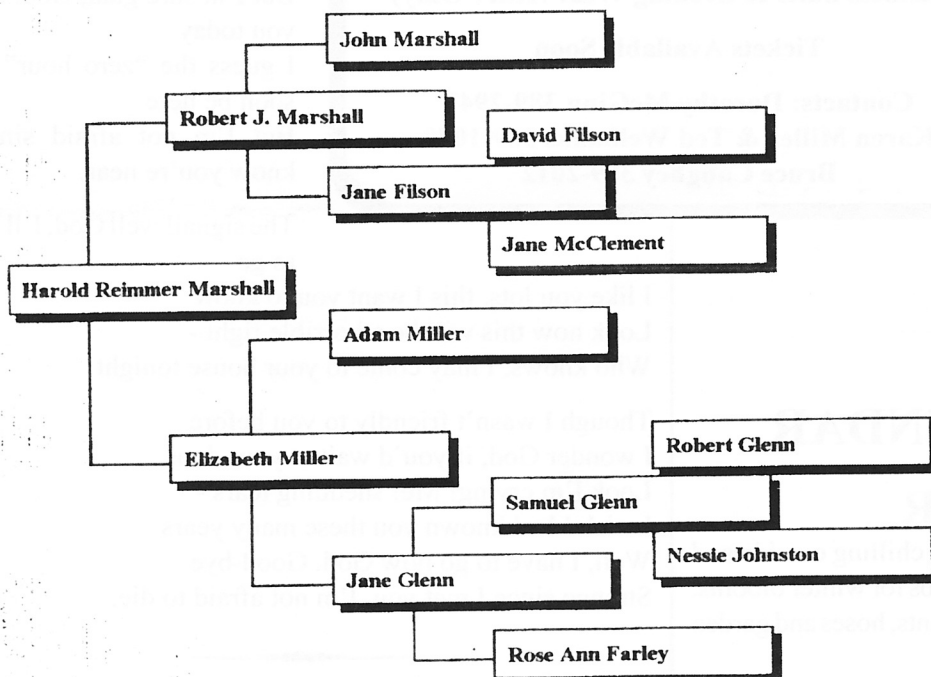 John Marshall
Robert J. Marshall
David Filson
Jane Filson
Jane McClement
Harold Reimmer Marshall
Adam Miller
Elizabeth Miller
Robert Glenn
Samuel Glenn
Nessie Johnston
Jane Glenn
Rose Ann Farley